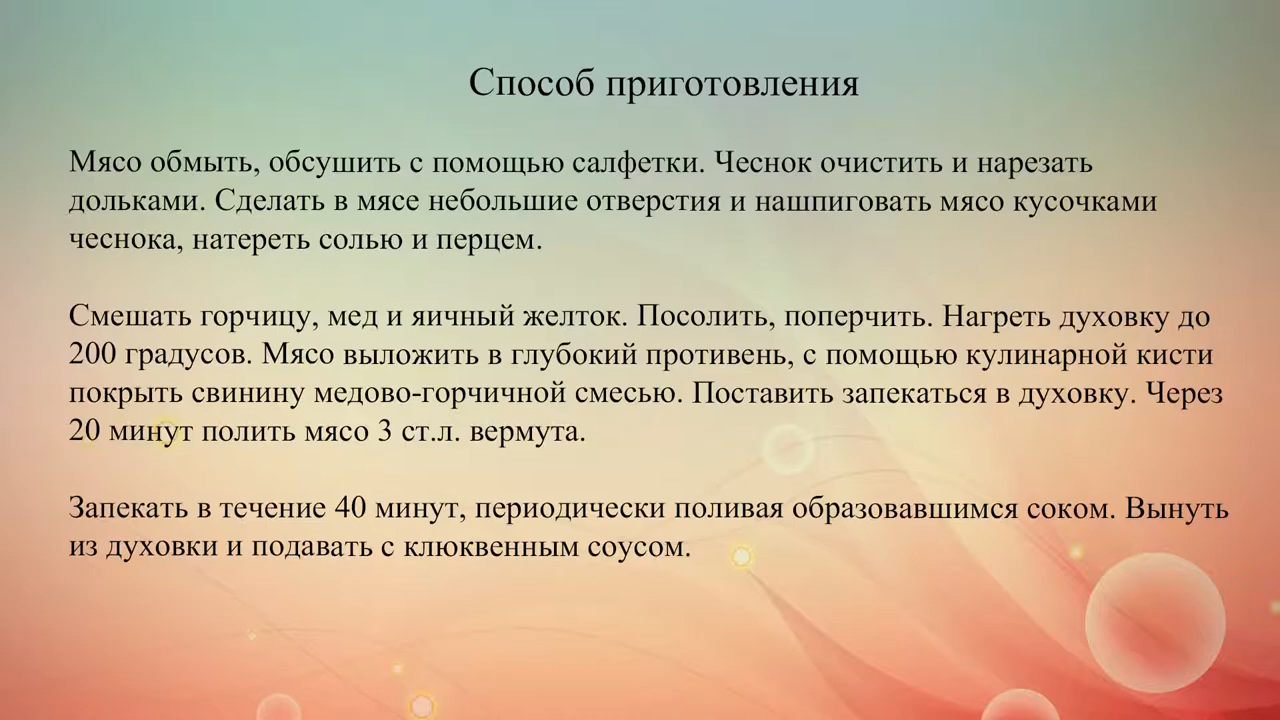 Способ приготовления
Мясо обмыть, обсушить с помощью салфетки. Чеснок очистить и нарезать
дольками. Сделать в мясе небольшие отверстия и нашпиговать мясо кусочками
чеснока, натереть солью и перцем.
Смешать горчицу, мед и яичный желток. Посолить, поперчить. Нагреть духовку до
200 градусов. Мясо выложить в глубокий противень, с помощью кулинарной кисти
покрыть свинину медово-горчичной смесью. Поставить запекаться в духовку. Через
20 минут полить мясо 3 ст.л. вермута.
Запекать в течение 40 минут, периодически поливая образовавшимся соком. Вынуть
из духовки и подавать с клюквенным соусом.